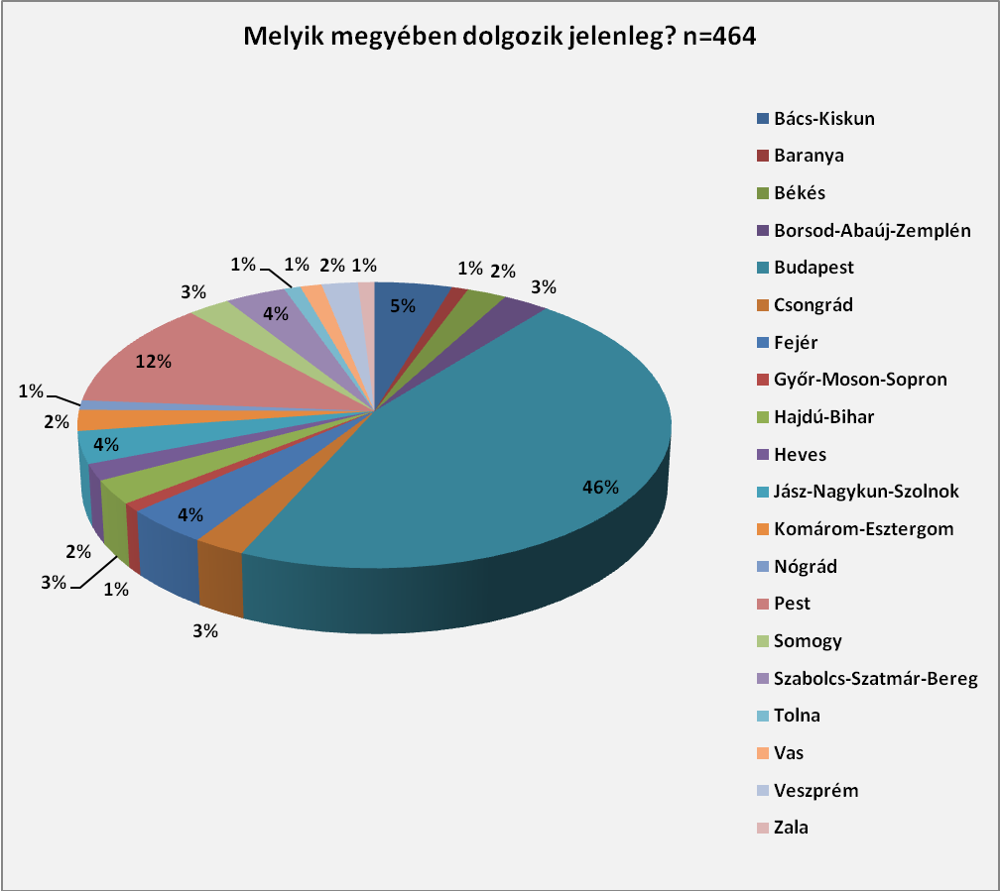 Melyik megyében dolgozik jelenleg? n=464
1%
1%
2%
1%
5%
1%
2%
3%
3%
4%
12%
1%
2%
4%
46%
4%
2%
3%
1%
3%
Bács-Kiskun
Baranya
Békés
Borsod-Abaúj-Zemplén
Budapest
Csongrád
Fejér
Győr-Moson-Sopron
Hajdú-Bihar
Heves
Jász-Nagykun-Szolnok
Komárom-Esztergom
Nógrád
Pest
Somogy
Szabolcs-Szatmár-Bereg
Tolna
Vas
Veszprém
Zala